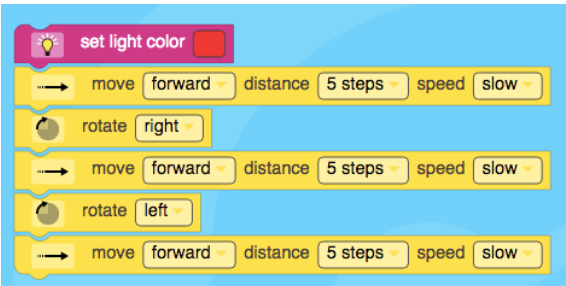 set light color
move forward distance 5 steps speed slow
rotate right
move forward distance 5 steps speed slow
rotate left
move forward distance 5 steps speed slow